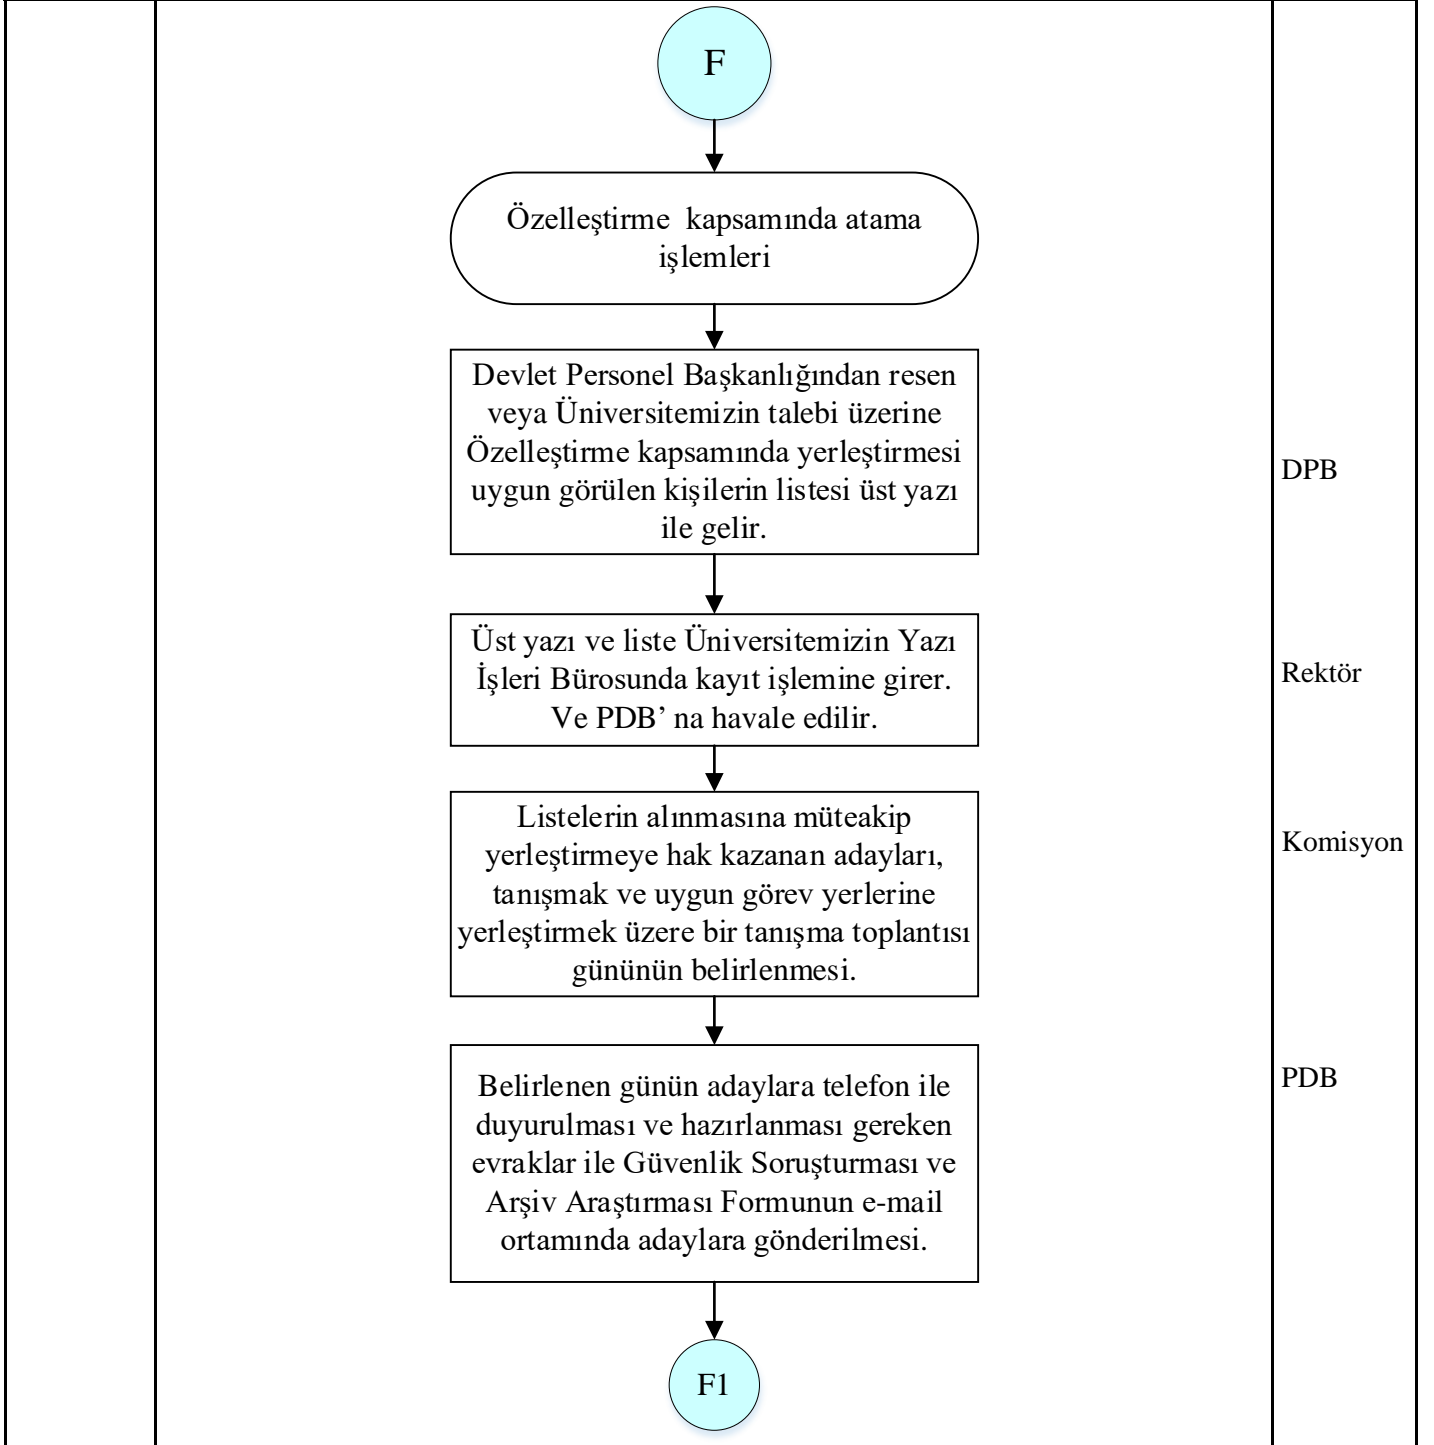 F
Özelleştirme  kapsamında atama
işlemleri
Devlet Personel Başkanlığından resen
veya Üniversitemizin talebi üzerine
Özelleştirme kapsamında yerleştirmesi
uygun görülen kişilerin listesi üst yazı
ile gelir.
DPB
Üst yazı ve liste Üniversitemizin Yazı
İşleri Bürosunda kayıt işlemine girer.
Ve PDB’ na havale edilir.
Rektör
Listelerin alınmasına müteakip
yerleştirmeye hak kazanan adayları,
tanışmak ve uygun görev yerlerine
yerleştirmek üzere bir tanışma toplantısı
gününün belirlenmesi.
Komisyon
Belirlenen günün adaylara telefon ile
duyurulması ve hazırlanması gereken
evraklar ile Güvenlik Soruşturması ve
Arşiv Araştırması Formunun e-mail
ortamında adaylara gönderilmesi.
PDB
F1